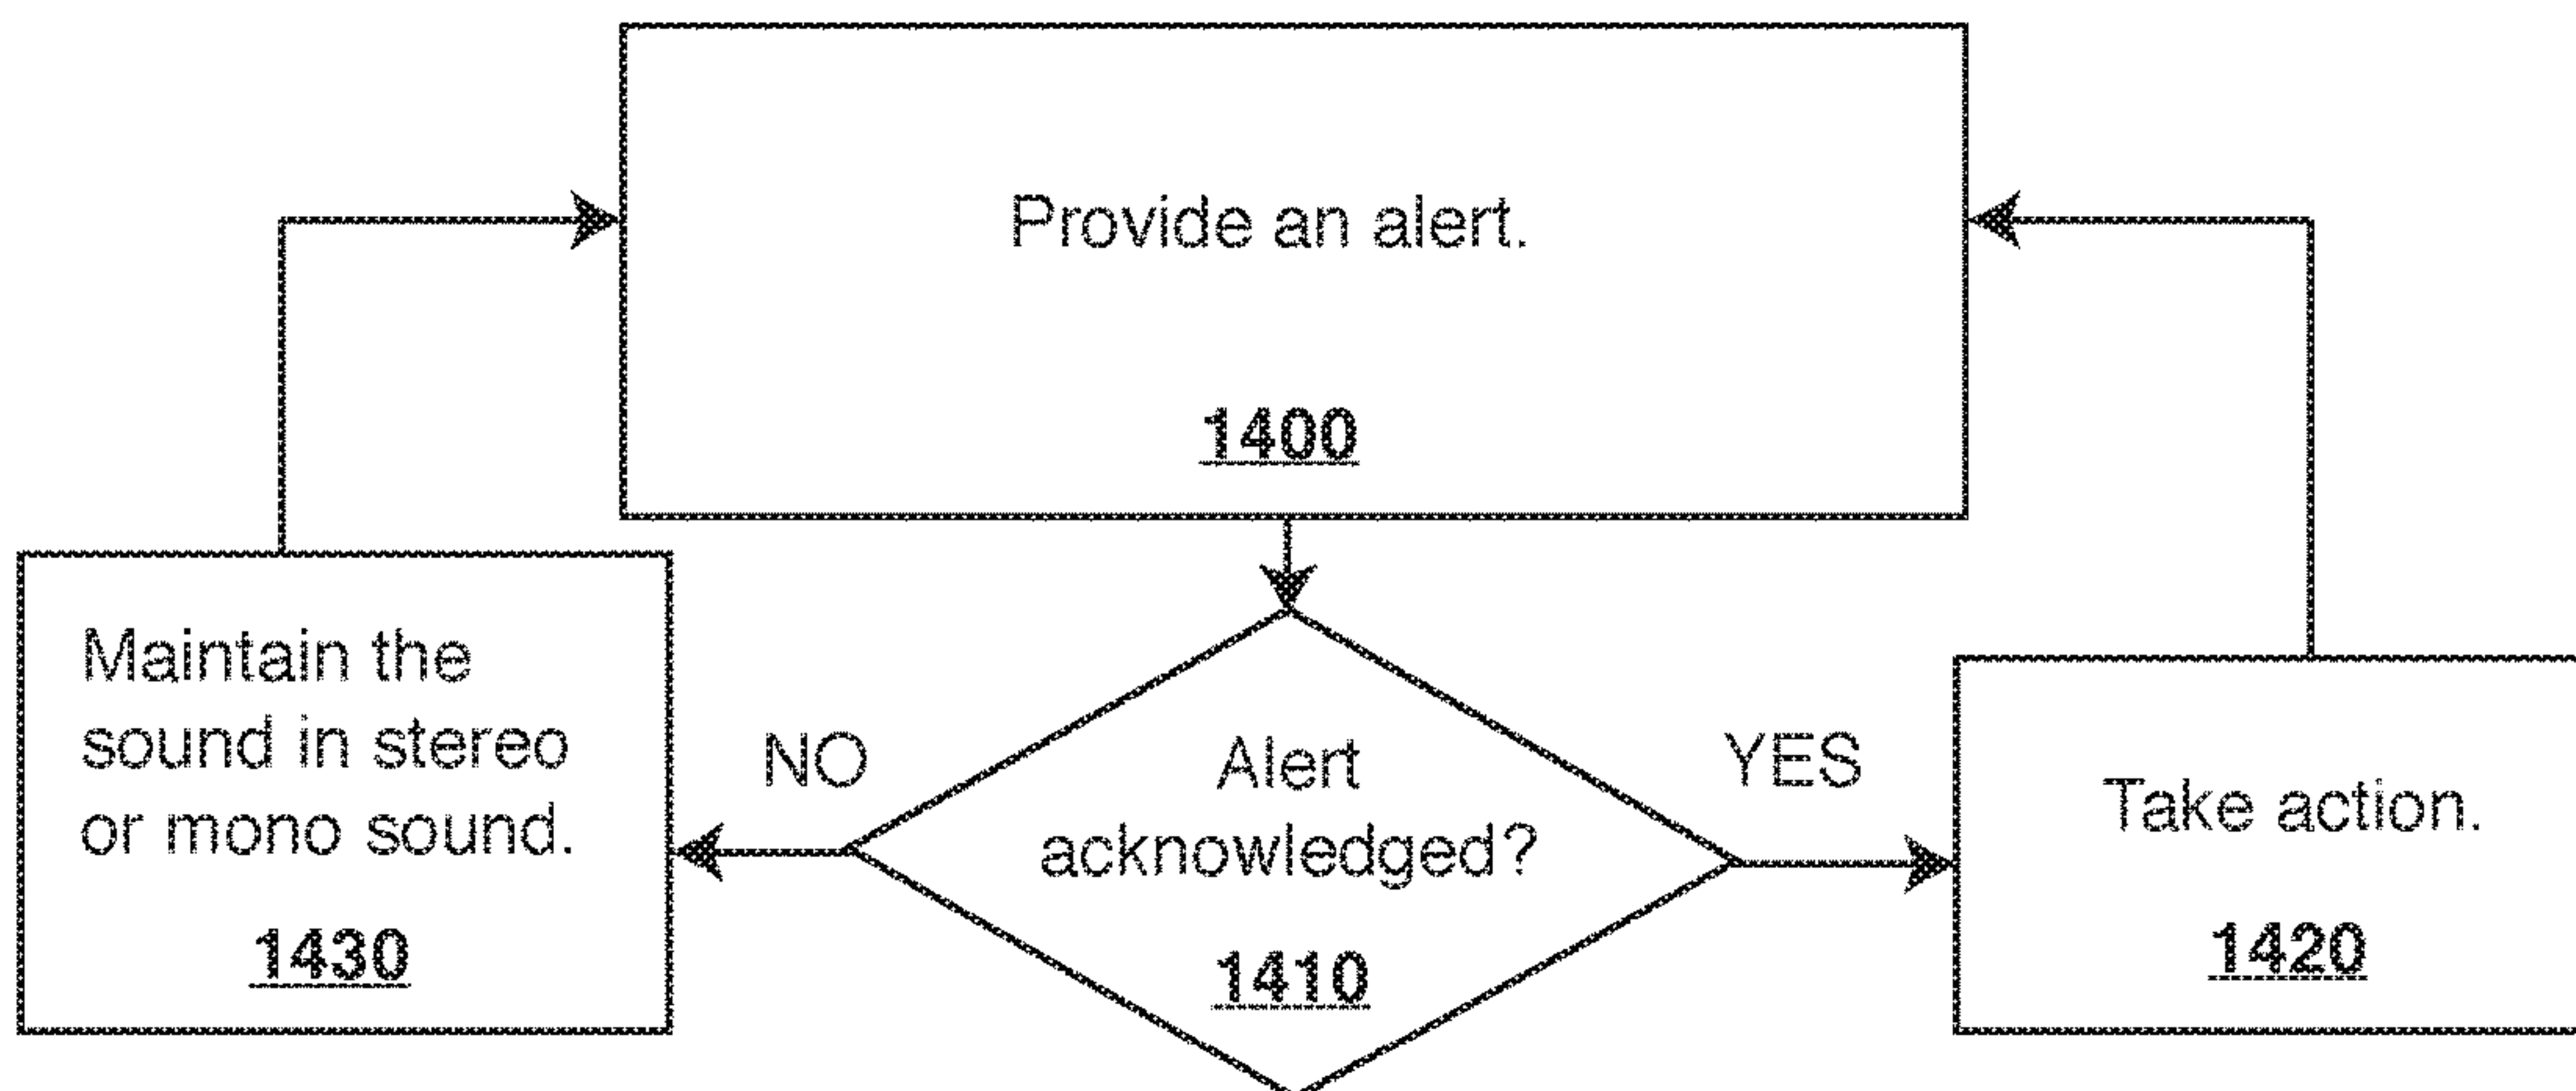 Provide an alert.
1400
Maintain the
sound in stereo
or mono sound.
1430
NO
Alert
acknowledged?
1410
YES
Take action.
1420